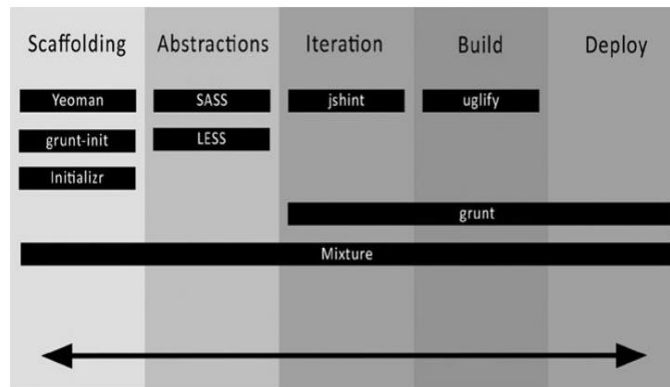 Scaffolding
Abstractions
Iteration
Build
Deploy
Yeoman
SASS
jshint
uglify
grunt-init
LESS
Initializr
grunt
Mixture